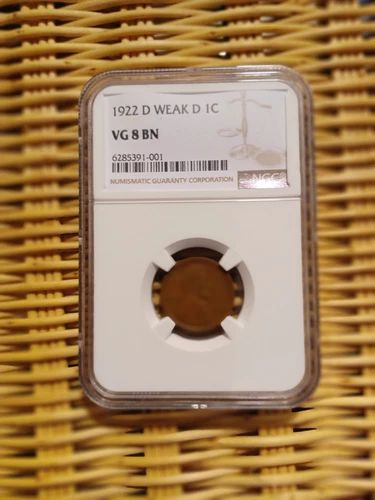 1922 D WEAK D 1C
VG 8 BN
6285391-001
NUMISMATIC GUARANTY CORPORATION
NGC